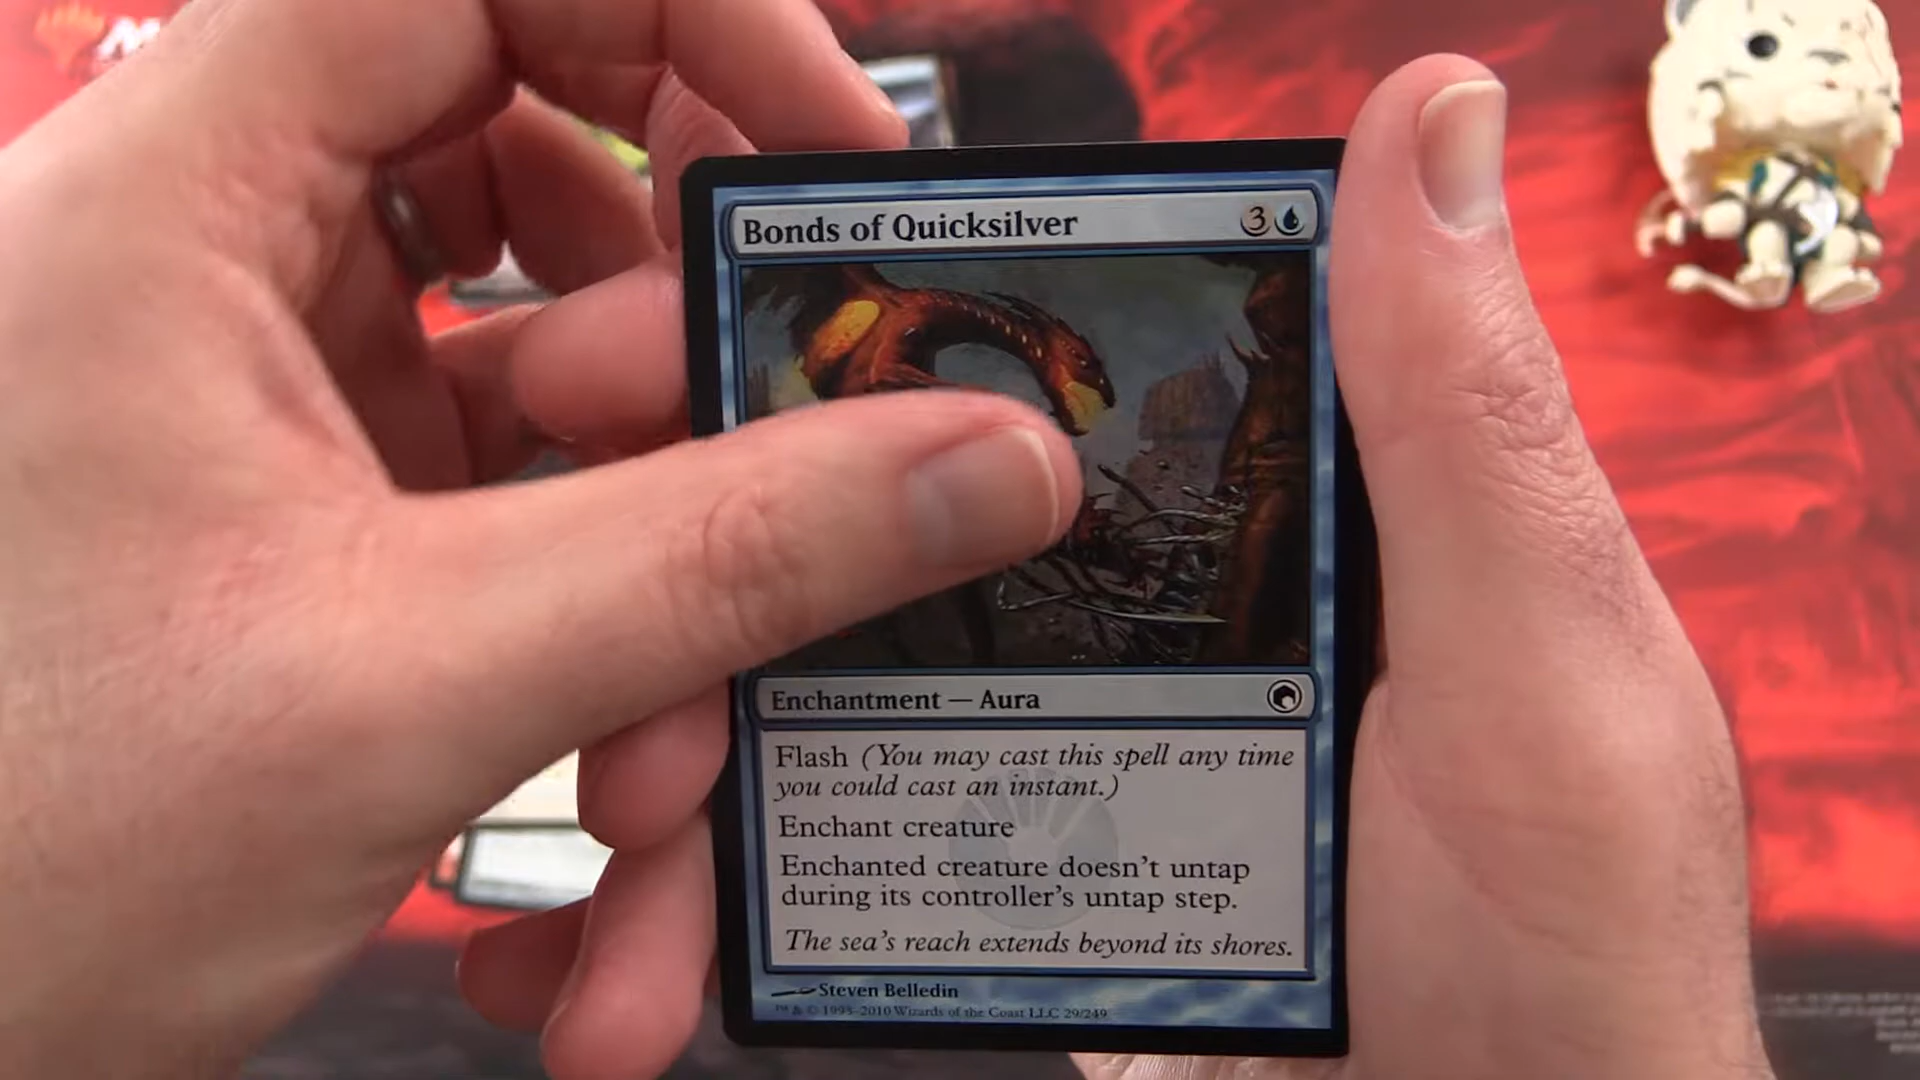 Bonds of Quicksilver 3
Enchantment — Aura
Flash (You may cast this spell any time
you could cast an instant.)
Enchant creature
Enchanted creature doesn't untap
during its controller's untap step.
The sea's reach extends beyond its shores.
Steven Belledin
™ & © 1993–2010 Wizards of the Coast LLC 29/249